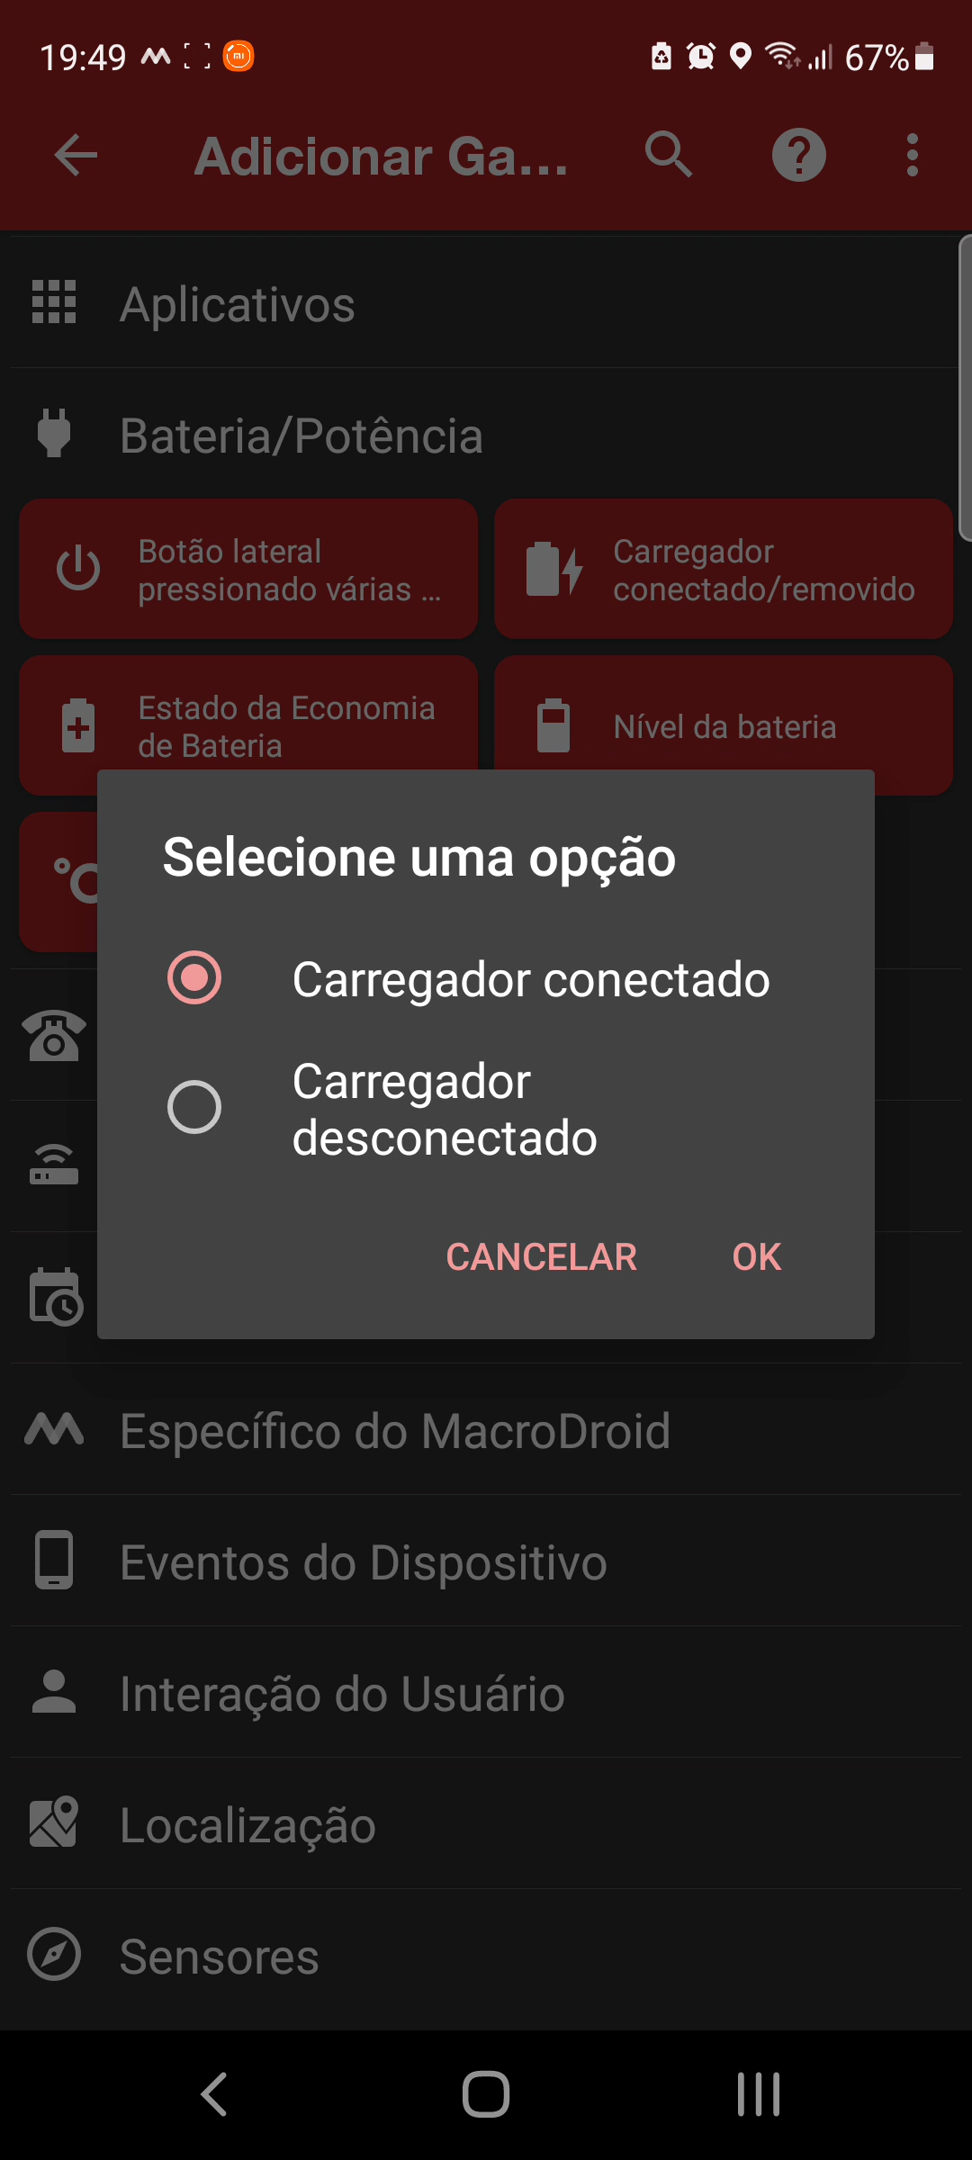 19:49
67%
Adicionar Ga...
Aplicativos
Bateria/Potência
Botão lateral
pressionado várias ...
Carregador
conectado/removido
Estado da Economia
de Bateria
Nível da bateria
Selecione uma opção
Carregador conectado
Carregador
desconectado
CANCELAR
OK
Específico do MacroDroid
Eventos do Dispositivo
Interação do Usuário
Localização
Sensores